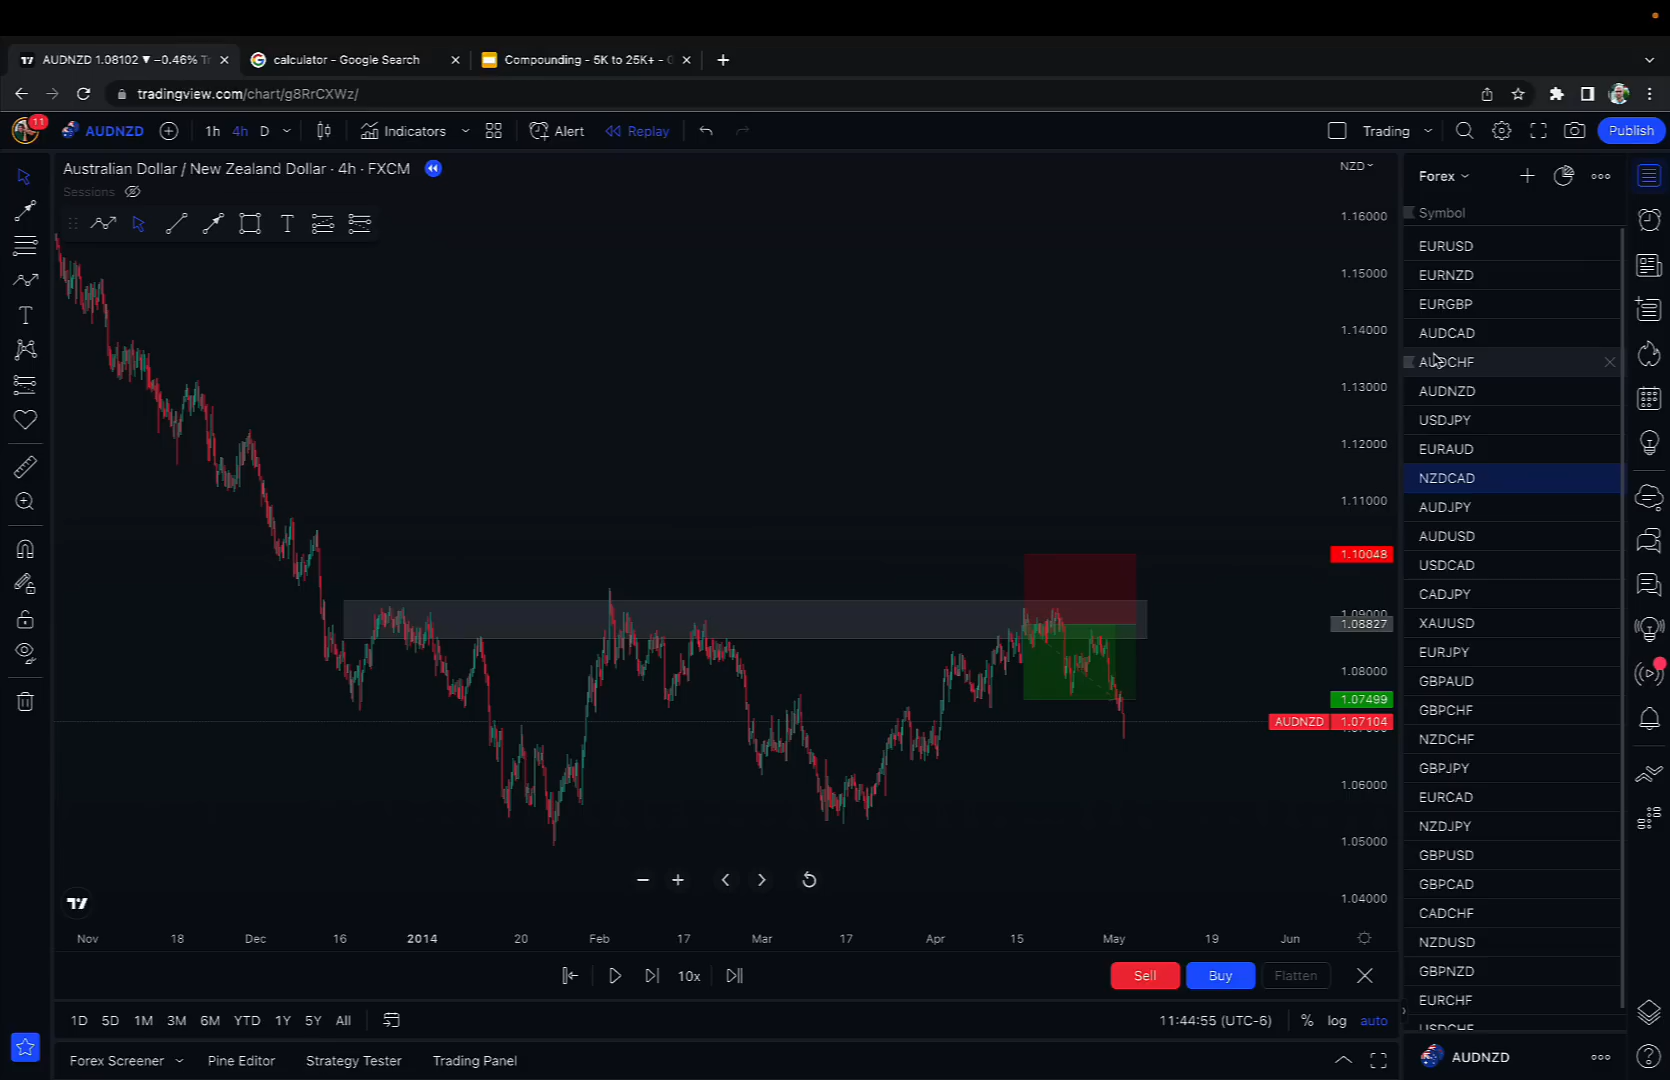 AUDNZD 1.08102 ▼ −0.46% Tr
calculator - Google Search
Compounding - 5K to 25K+ - G
tradingview.com/chart/g8RrCXWz/
11
AUDNZD 1h 4h D Indicators Alert Replay Trading Publish
Australian Dollar / New Zealand Dollar · 4h · FXCM
Sessions
NZD
1.16000
1.15000
1.14000
1.13000
1.12000
1.11000
1.10048
1.09000
1.08827
1.08000
1.07499
AUDNZD 1.07104
1.06000
1.05000
1.04000
Nov 18 Dec 16 2014 20 Feb 17 Mar 17 Apr 15 May 19 Jun
10x
Sell Buy Flatten
1D 5D 1M 3M 6M YTD 1Y 5Y All
11:44:55 (UTC-6) % log auto
Forex Screener Pine Editor Strategy Tester Trading Panel
Forex
Symbol
EURUSD
EURNZD
EURGBP
AUDCAD
AUDCHF
AUDNZD
USDJPY
EURAUD
NZDCAD
AUDJPY
AUDUSD
USDCAD
CADJPY
XAUUSD
EURJPY
GBPAUD
GBPCHF
NZDCHF
GBPJPY
EURCAD
NZDJPY
GBPUSD
GBPCAD
CADCHF
NZDUSD
GBPNZD
EURCHF
USDCHF
AUDNZD